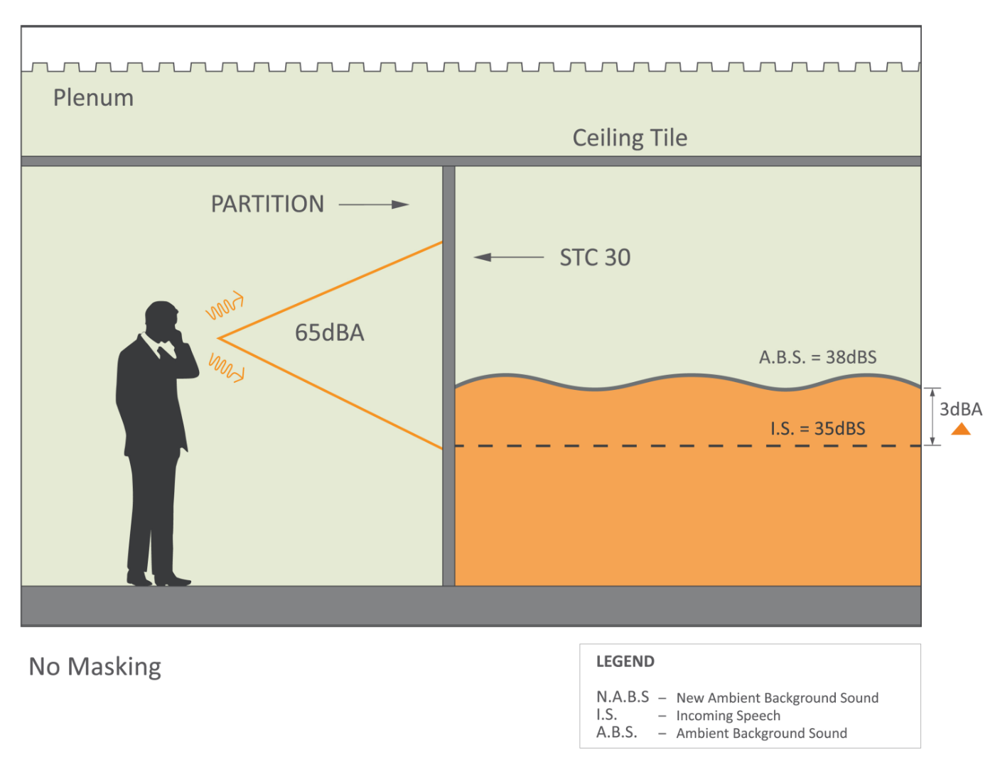 Plenum
Ceiling Tile
PARTITION
STC 30
65dBA
A.B.S. = 38dBS
3dBA
I.S. = 35dBS
No Masking
LEGEND
N.A.B.S – New Ambient Background Sound
I.S. – Incoming Speech
A.B.S. – Ambient Background Sound